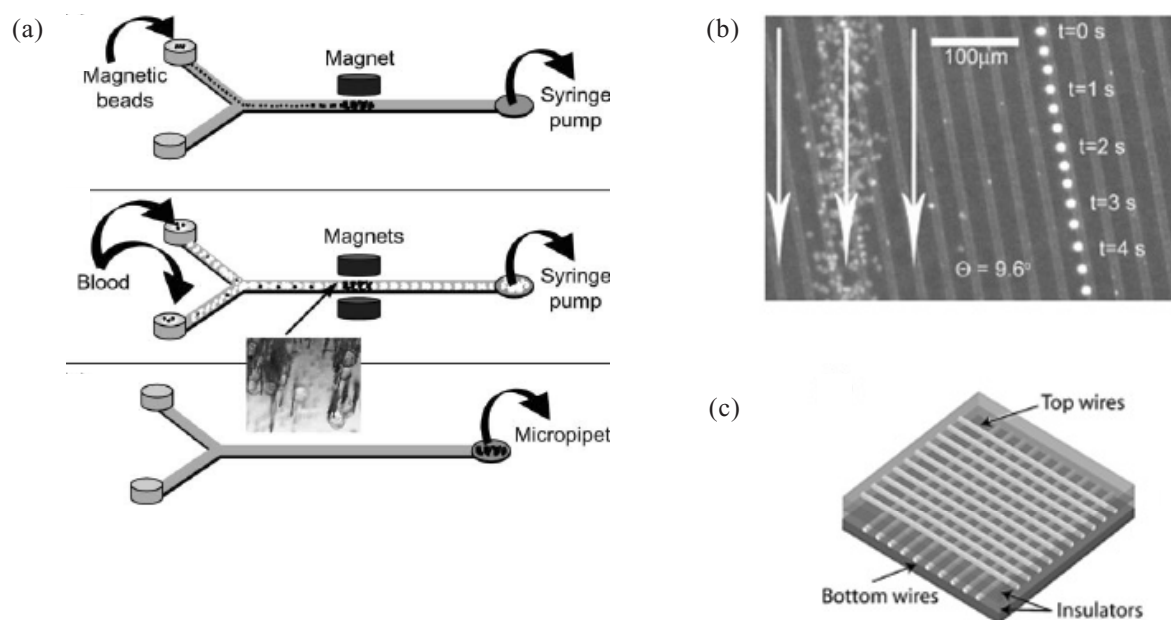 (a)
Magnetic
beads
Magnet
Syringe
pump
Blood
Magnets
Syringe
pump
Micropipet
(b)
100μm
t=0 s
t=1 s
t=2 s
t=3 s
t=4 s
Θ = 9.6°
(c)
Top wires
Bottom wires
Insulators